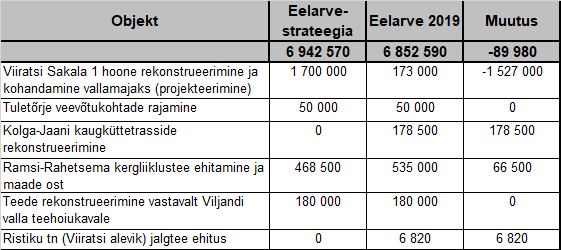 Objekt Eelarve-strateegia Eelarve 2019 Muutus
6 942 570 6 852 590 -89 980
Viiratsi Sakala 1 hoone rekonstrueerimine ja
kohandamine vallamajaks (projekteerimine) 1 700 000 173 000 -1 527 000
Tuletõrje veevõtukohtade rajamine 50 000 50 000 0
Kolga-Jaani kaugküttetrasside
rekonstrueerimine 0 178 500 178 500
Ramsi-Rahetsema kergliiklustee ehitamine ja
maade ost 468 500 535 000 66 500
Teede rekonstrueerimine vastavalt Viljandi
valla teehoiukavale 180 000 180 000 0
Ristiku tn (Viiratsi alevik) jalgtee ehitus 0 6 820 6 820